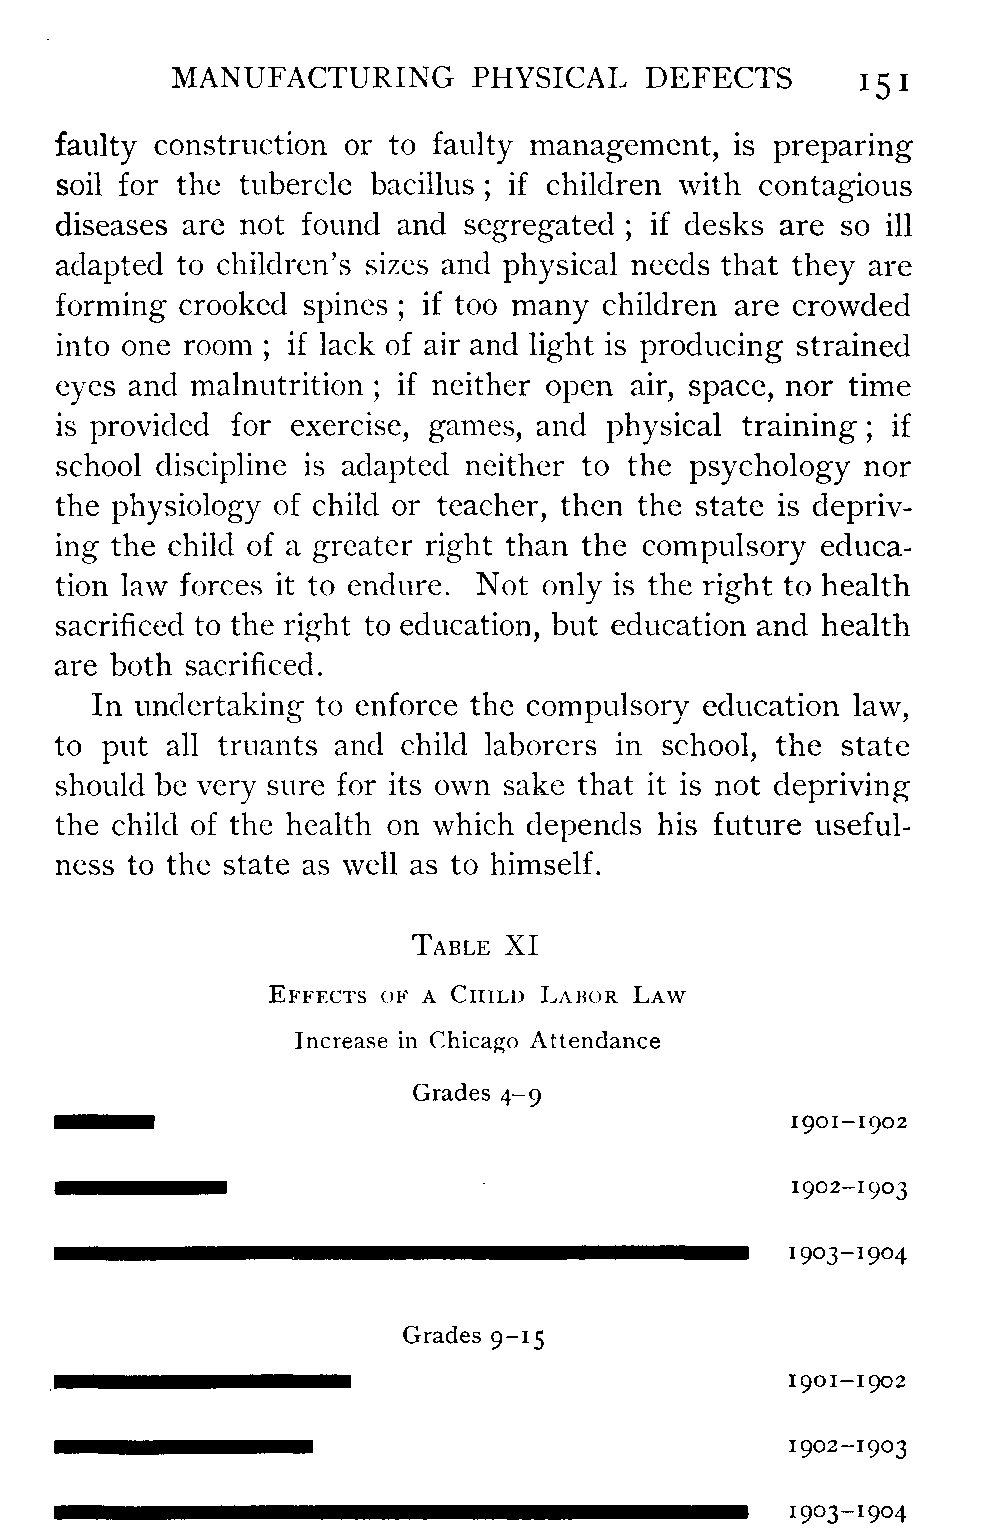 MANUFACTURING PHYSICAL DEFECTS 151
faulty construction or to faulty management, is preparing
soil for the tubercle bacillus ; if children with contagious
diseases are not found and segregated ; if desks are so ill
adapted to children's sizes and physical needs that they are
forming crooked spines ; if too many children are crowded
into one room ; if lack of air and light is producing strained
eyes and malnutrition ; if neither open air, space, nor time
is provided for exercise, games, and physical training ; if
school discipline is adapted neither to the psychology nor
the physiology of child or teacher, then the state is depriv-
ing the child of a greater right than the compulsory educa-
tion law forces it to endure. Not only is the right to health
sacrificed to the right to education, but education and health
are both sacrificed.
In undertaking to enforce the compulsory education law,
to put all truants and child laborers in school, the state
should be very sure for its own sake that it is not depriving
the child of the health on which depends his future useful-
ness to the state as well as to himself.
TABLE XI
EFFECTS OF A CHILD LABOR LAW
Increase in Chicago Attendance
Grades 4–9
1901–1902
1902–1903
1903–1904
Grades 9–15
1901–1902
1902–1903
1903–1904